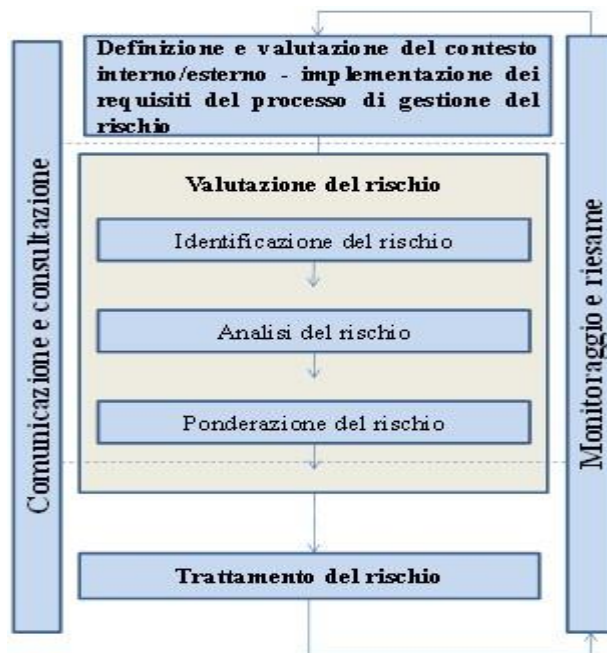 Comunicazione e consultazione
Definizione e valutazione del contesto
interno/esterno - implementazione dei
requisiti del processo di gestione del
rischio
Valutazione del rischio
Identificazione del rischio
Analisi del rischio
Ponderazione del rischio
Trattamento del rischio
Monitoraggio e riesame